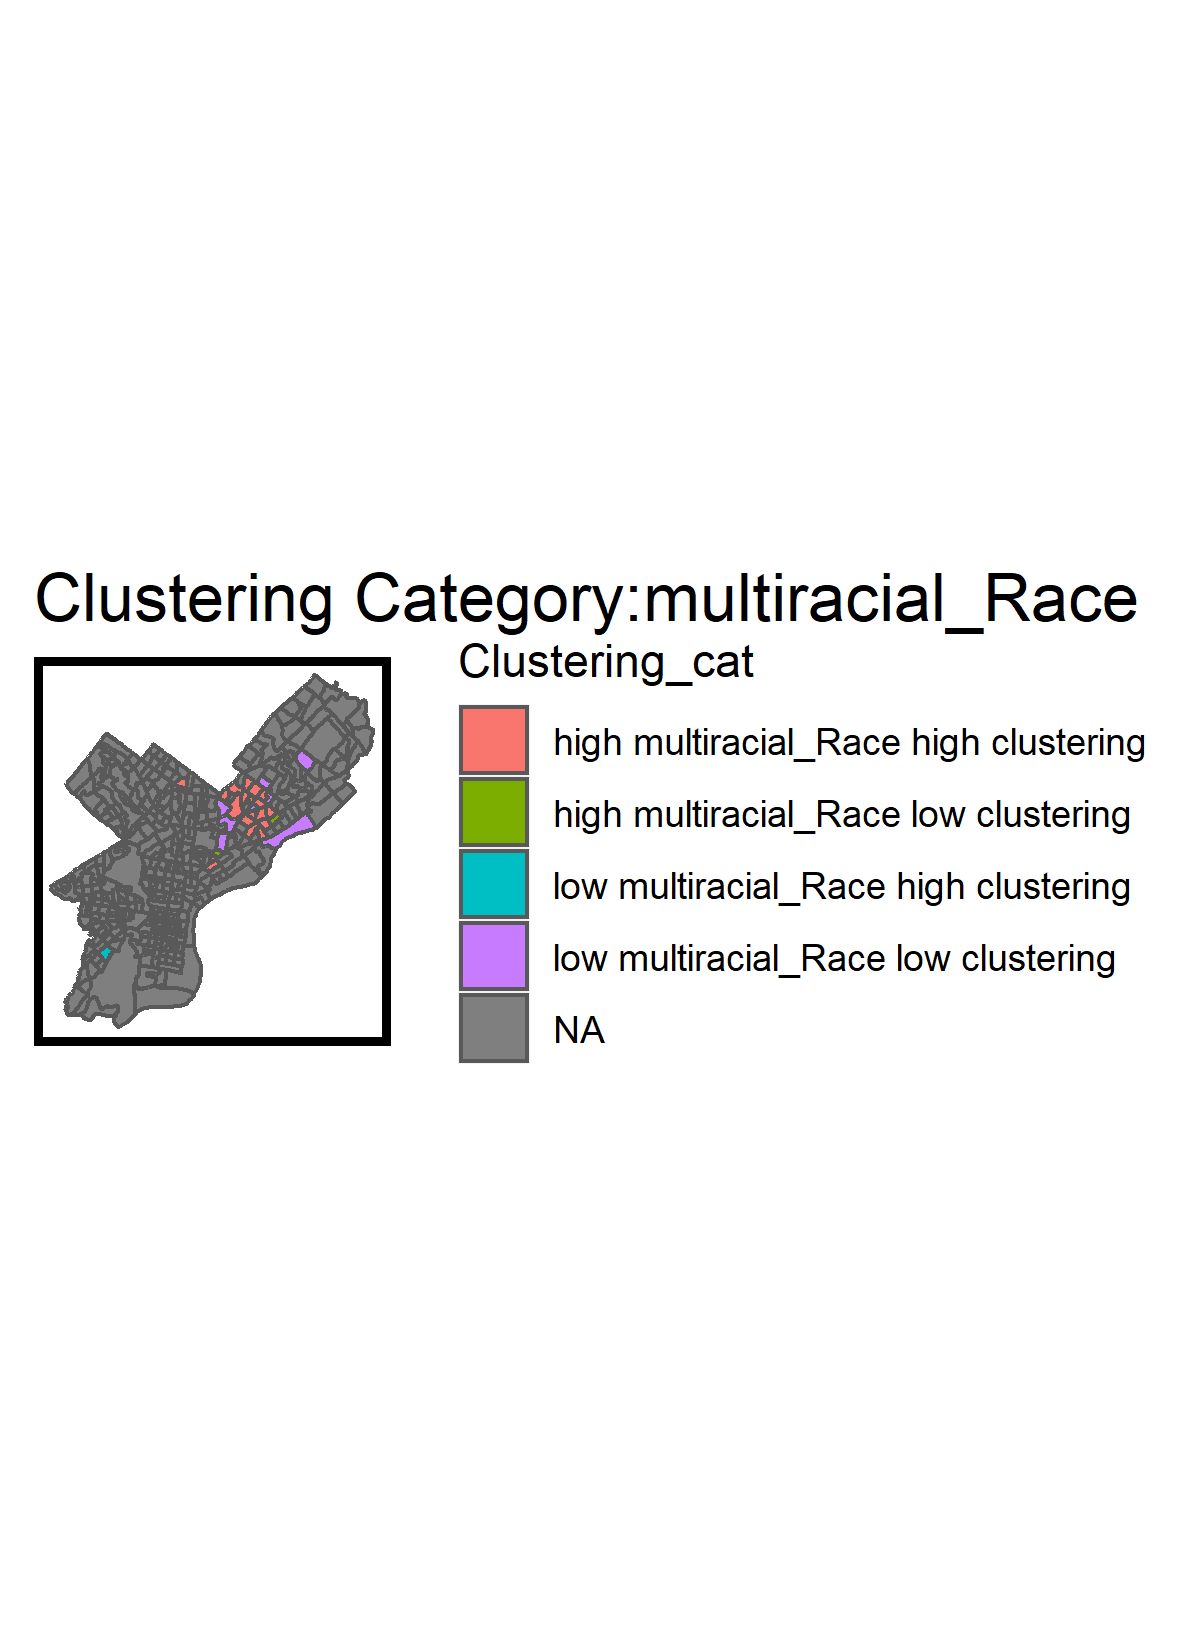 Clustering Category:multiracial_Race
Clustering_cat
high multiracial_Race high clustering
high multiracial_Race low clustering
low multiracial_Race high clustering
low multiracial_Race low clustering
NA